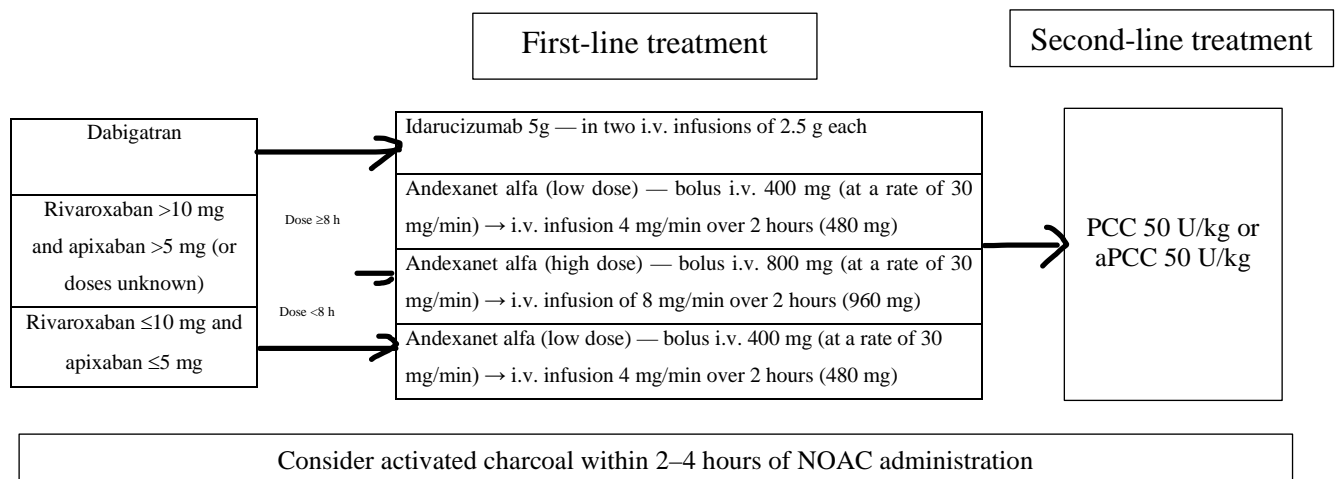 First-line treatment
Second-line treatment
Dabigatran
Rivaroxaban >10 mg
and apixaban >5 mg (or
doses unknown)
Rivaroxaban ≤10 mg and
apixaban ≤5 mg
Dose ≥8 h
Dose <8 h
Idarucizumab 5g — in two i.v. infusions of 2.5 g each
Andexanet alfa (low dose) — bolus i.v. 400 mg (at a rate of 30
mg/min) → i.v. infusion 4 mg/min over 2 hours (480 mg)
Andexanet alfa (high dose) — bolus i.v. 800 mg (at a rate of 30
mg/min) → i.v. infusion of 8 mg/min over 2 hours (960 mg)
Andexanet alfa (low dose) — bolus i.v. 400 mg (at a rate of 30
mg/min) → i.v. infusion 4 mg/min over 2 hours (480 mg)
PCC 50 U/kg or
aPCC 50 U/kg
Consider activated charcoal within 2–4 hours of NOAC administration